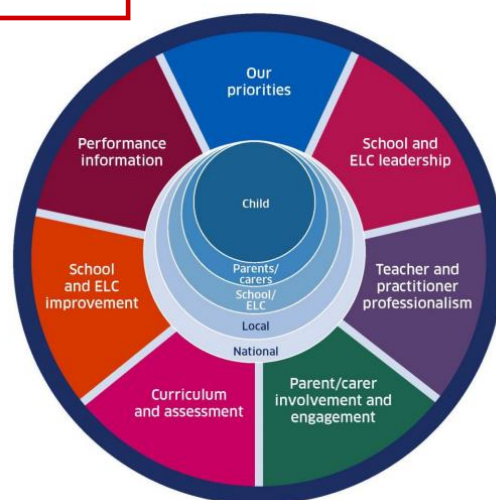 Our
priorities
School and
ELC leadership
Teacher and
practitioner
professionalism
Parent/carer
involvement and
engagement
Curriculum
and assessment
School
and ELC
improvement
Performance
information
Child
Parents/
carers
School/
ELC
Local
National